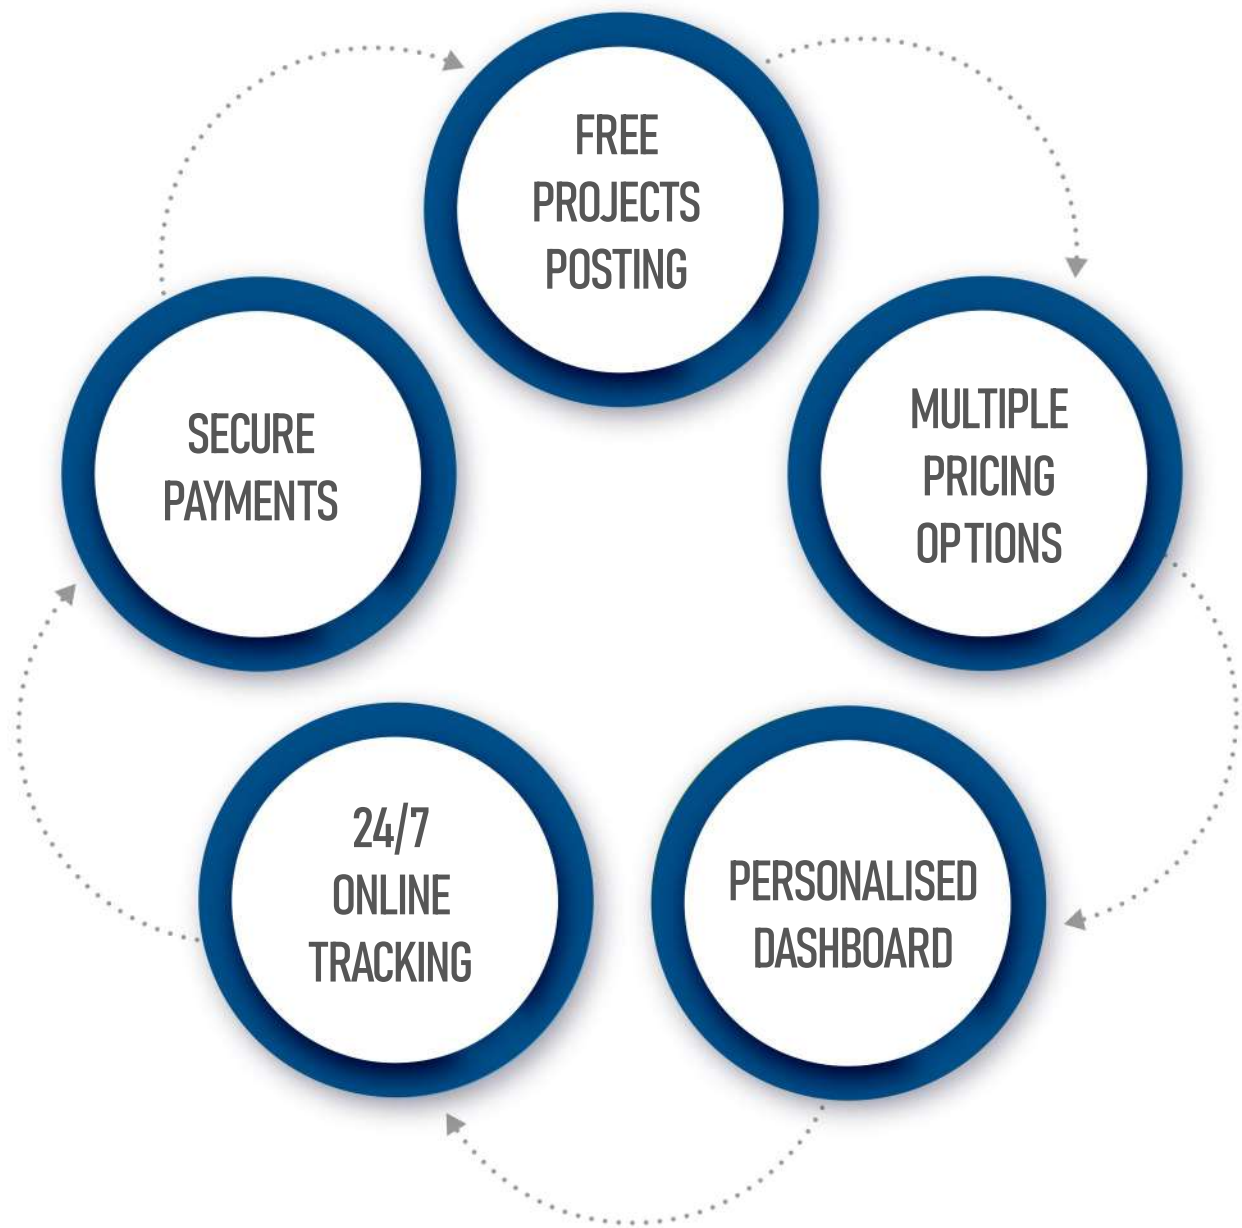 FREE
PROJECTS
POSTING
MULTIPLE
PRICING
OPTIONS
PERSONALISED
DASHBOARD
24/7
ONLINE
TRACKING
SECURE
PAYMENTS